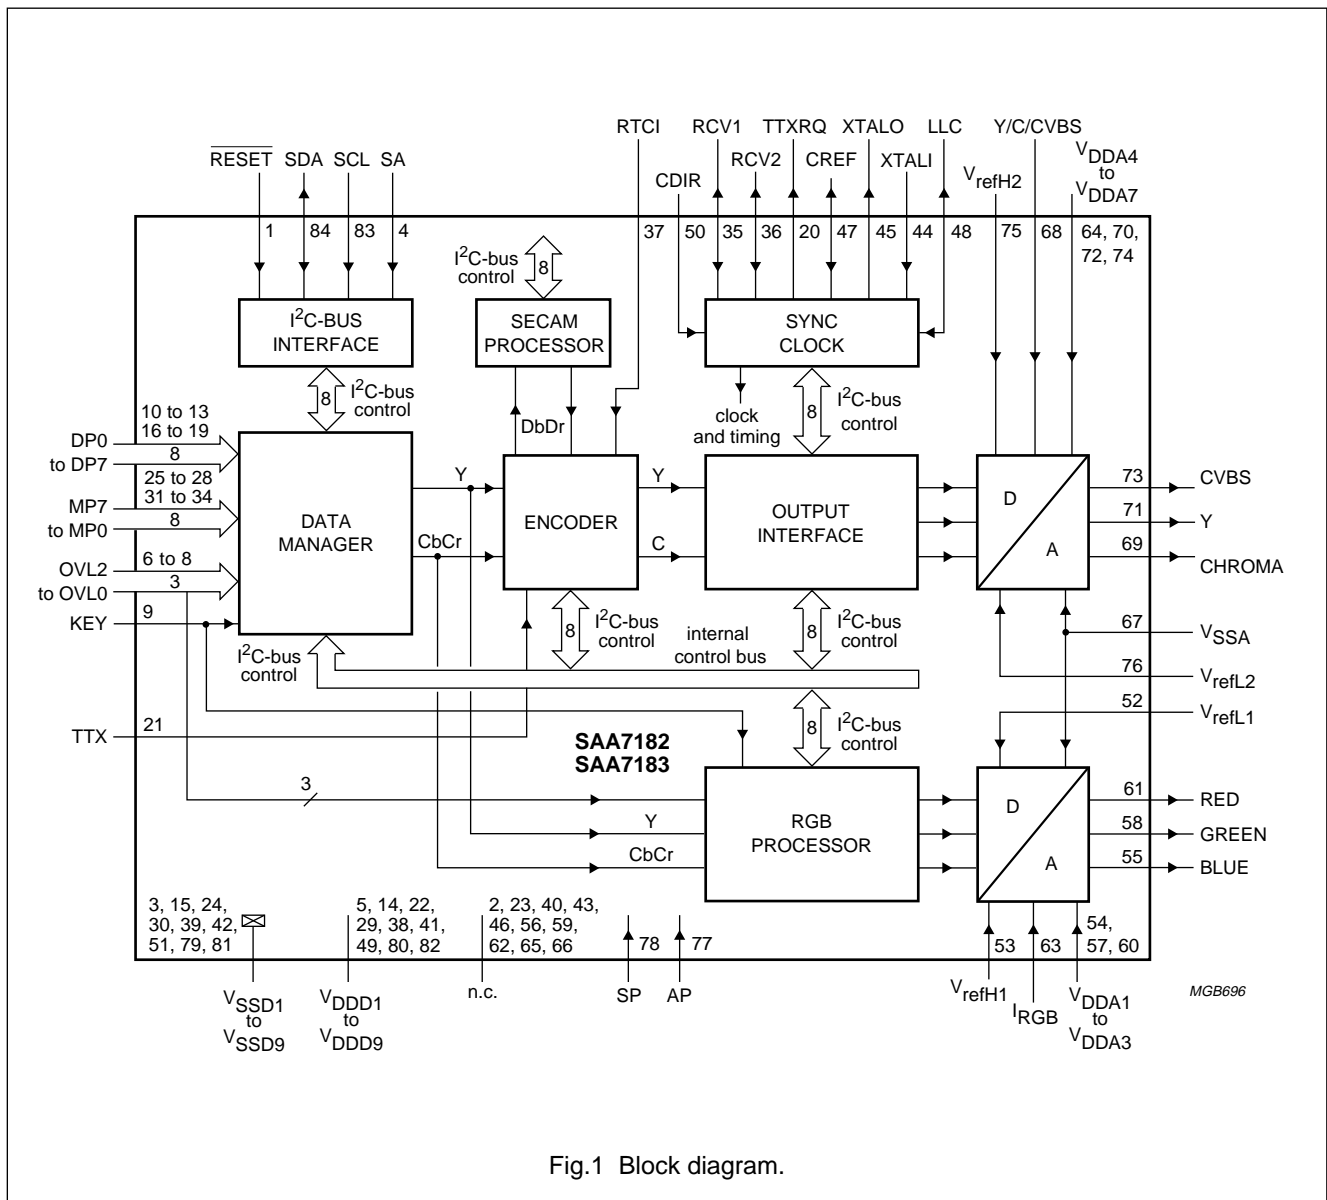 RTCI
RCV1
TTXRQ
XTALO
LLC
Y/C/CVBS
RESET
SDA
SCL
SA
CDIR
RCV2
CREF
XTALI
VrefH2
VDDA4
to
VDDA7
1
84
83
4
37
50
35
36
20
47
45
44
48
75
68
64, 70,
72, 74
I2C-bus
control
8
I2C-BUS
INTERFACE
SECAM
PROCESSOR
SYNC
CLOCK
8
I2C-bus
control
DbDr
clock
and timing
8
I2C-bus
control
10 to 13
16 to 19
DP0
to DP7
8
25 to 28
31 to 34
MP7
to MP0
8
OVL2
to OVL0
6 to 8
3
KEY
9
DATA
MANAGER
Y
CbCr
ENCODER
Y
C
OUTPUT
INTERFACE
D
A
73
CVBS
71
Y
69
CHROMA
I2C-bus
control
8
I2C-bus
control
internal
control bus
8
I2C-bus
control
67
VSSA
76
VrefL2
52
VrefL1
TTX
21
SAA7182
SAA7183
8
I2C-bus
control
3
Y
CbCr
RGB
PROCESSOR
D
A
61
RED
58
GREEN
55
BLUE
3, 15, 24,
30, 39, 42,
51, 79, 81
5, 14, 22,
29, 38, 41,
49, 80, 82
2, 23, 40, 43,
46, 56, 59,
62, 65, 66
78
77
53
63
54,
57, 60
VSSD1
to
VSSD9
VDDD1
to
VDDD9
n.c.
SP
AP
VrefH1
IRGB
VDDA1
to
VDDA3
MGB696
Fig.1 Block diagram.